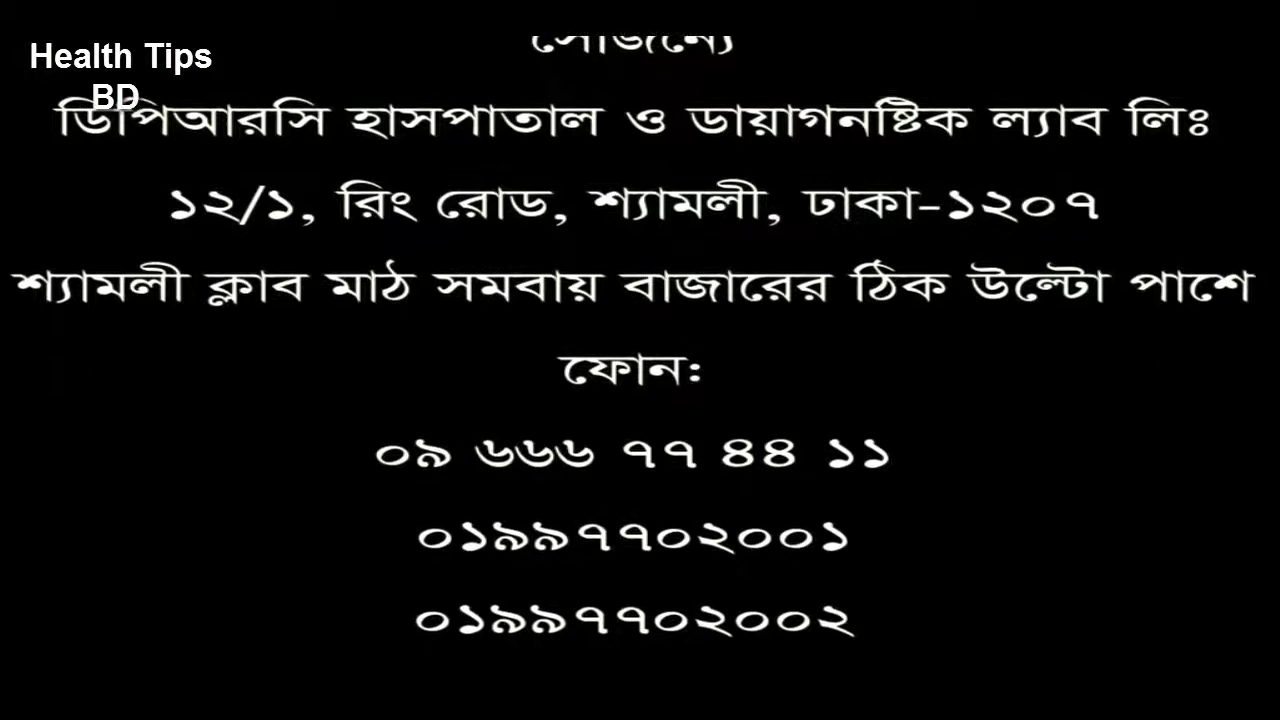 Health Tips
BD
সৌজন্যে
ডিপিআরসি হাসপাতাল ও ডায়াগনষ্টিক ল্যাব লিঃ
১২/১, রিং রোড, শ্যামলী, ঢাকা-১২০৭
শ্যামলী ক্লাব মাঠ সমবায় বাজারের ঠিক উল্টো পাশে
ফোনঃ
০৯ ৬৬৬ ৭৭ ৪৪ ১১
০১৯৯৭৭০২০০১
০১৯৯৭৭০২০০২